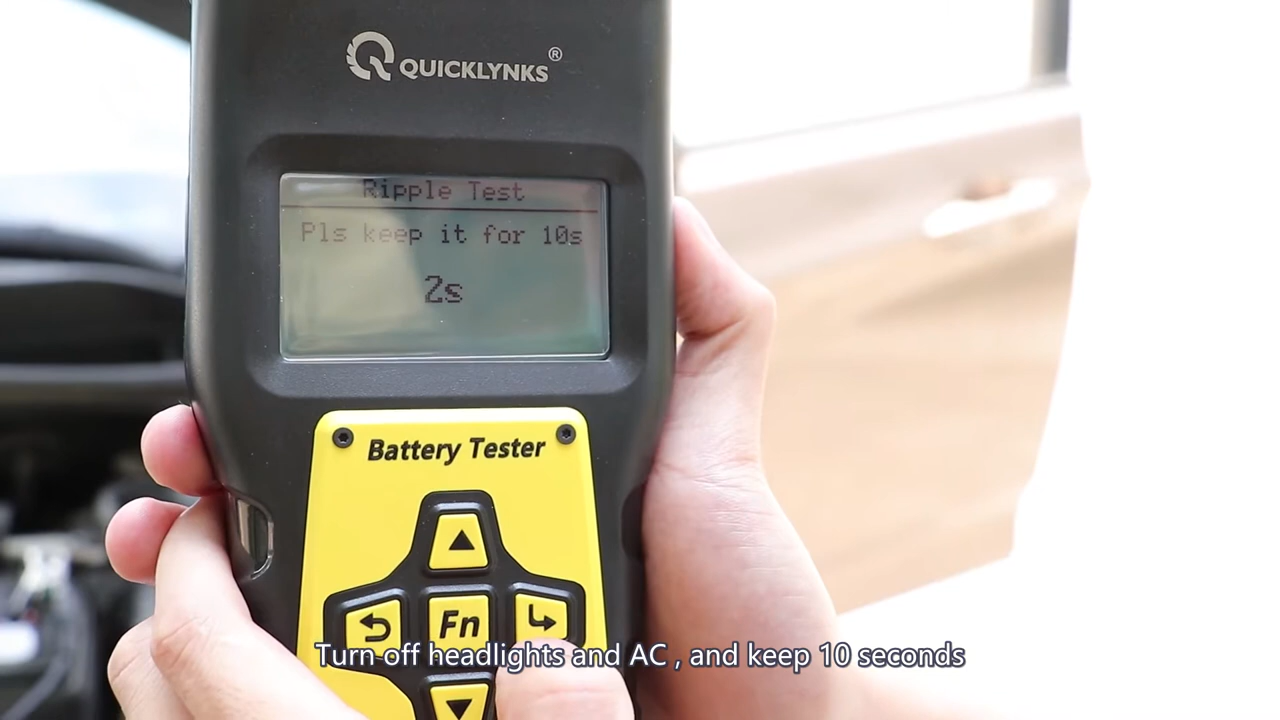 QUICKLYNKS®
Ripple Test
Pls keep it for 10s
2s
Battery Tester
Fn
Turn off headlights and AC , and keep 10 seconds